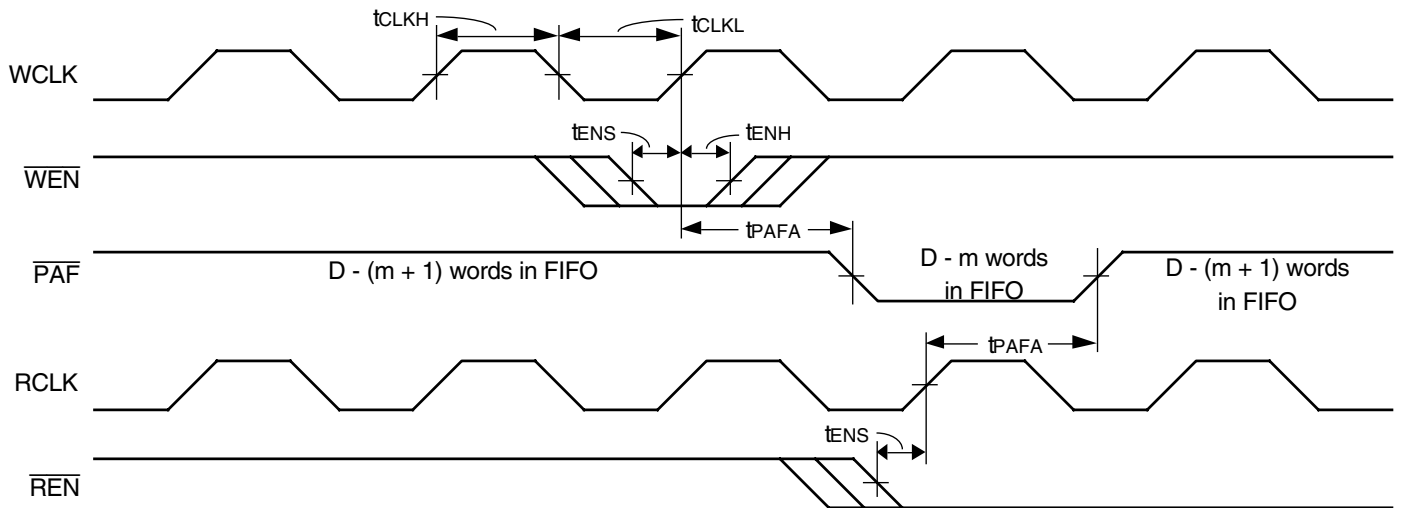 tCLKH
tCLKL
WCLK
tENS
tENH
WEN
tPAFA
PAF
D - (m + 1) words in FIFO
D - m words
in FIFO
D - (m + 1) words
in FIFO
tPAFA
RCLK
tENS
REN